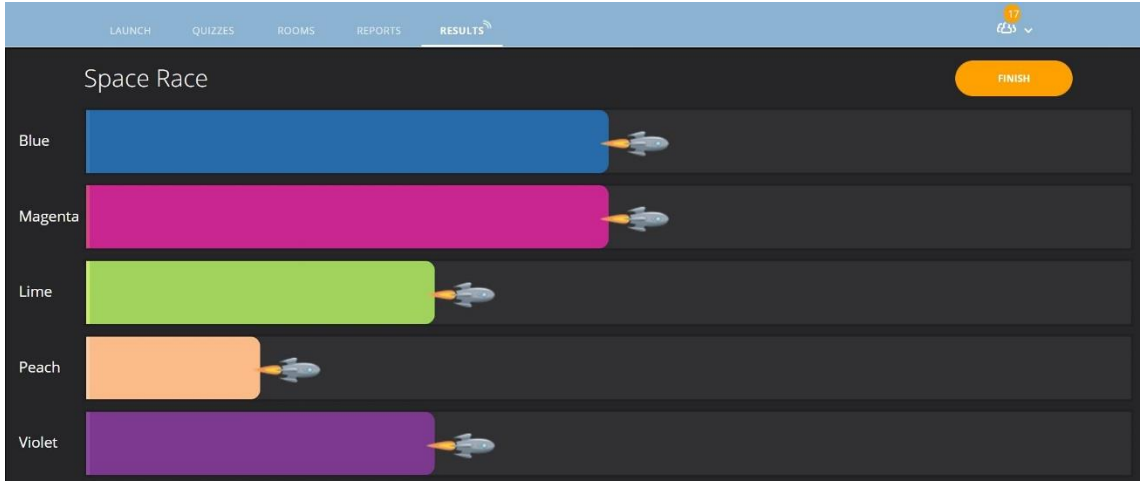 17
LAUNCH QUIZZES ROOMS REPORTS RESULTS
Space Race
FINISH
Blue
Magenta
Lime
Peach
Violet